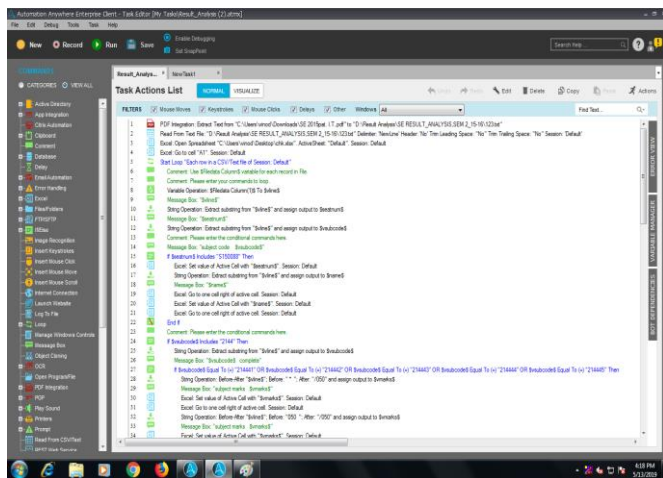 Automation Anywhere Enterprise Client - Task Editor [My Tasks\Result_Analisis (2).atmx]
File Edit Debug Tools Task Help
New Record Run Save Enable Debugging
Set SnapPoint
Search here...
COMMANDS
CATEGORIES VIEW ALL
Active Directory
App Integration
Citrix Automation
Clipboard
Comment
Database
Delay
Email Automation
Error Handling
Excel
Files/Folders
FTP/SFTP
If/Else
Image Recognition
Insert Keystrokes
Insert Mouse Click
Insert Mouse Move
Insert Mouse Scroll
Internet Connection
Launch Website
Log To File
Loop
Manage Windows Controls
Message Box
Object Cloning
OCR
Open Program/File
PDF Integration
PGP
Play Sound
Printers
Prompt
Read From CSV/Text
REST Web Service
Result_Analys... NewTask1
Task Actions List NORMAL VISUALIZE Undo Redo Edit Delete Copy Paste Actions
FILTERS Mouse Moves Keystrokes Mouse Clicks Delays Other Windows All Find Text...
1 PDF Integration: Extract Text from "C:\Users\vinod\Downloads\SE 2015pat. I.T.pdf" to "D:\Result Analysis\SE RESULT_ANALYSIS.SEM 2_15-16\123.txt"
2 Read From Text File: "D:\Result Analysis\SE RESULT_ANALYSIS.SEM 2_15-16\123.txt" Delimiter: 'NewLine' Header: 'No' Trim Leading Space: "No" Trim Trailing Space: "No" Session: Default'
3 Excel: Open Spreadsheet "C:\Users\vinod\Desktop\chk.xlsx". ActiveSheet: "Default". Session: Default
4 Excel: Go to cell "A1". Session: Default
5 Start Loop "Each row in a CSV/Text file of Session: Default"
6 Comment: Use $Filedata Column$ variable for each record in File
7 Comment: Please enter your commands to loop.
8 Variable Operation: $Filedata Column(1)$ To $vline$
9 Message Box: "$vline$"
10 String Operation: Extract substring from "$vline$" and assign output to $seatnum$
11 Message Box: "$seatnum$"
12 String Operation: Extract substring from "$vline$" and assign output to $vsubcode$
13 Comment: Please enter the conditional commands here.
14 Message Box: "subject code $vsubcode$"
15 If $seatnum$ Includes "S150008" Then
16 Excel: Set value of Active Cell with "$seatnum$". Session: Default
17 String Operation: Extract substring from "$vline$" and assign output to $name$
18 Message Box: "$name$"
19 Excel: Go to one cell right of active cell. Session: Default
20 Excel: Set value of Active Cell with "$name$". Session: Default
21 Excel: Go to one cell right of active cell. Session: Default
22 End If
23 Comment: Please enter the conditional commands here.
24 If $vsubcode$ Includes "2144" Then
25 String Operation: Extract substring from "$vline$" and assign output to $vsubcode$
26 Message Box: "$vsubcode$ complete"
27 If $vsubcode$ Equal To (=) "214441" OR $vsubcode$ Equal To (=) "214442" OR $vsubcode$ Equal To (=) "214443" OR $vsubcode$ Equal To (=) "214444" OR $vsubcode$ Equal To (=) "214445" Then
28 String Operation: Before-After "$vline$"; Before: " * "; After: "/050" and assign output to $vmarks$
29 Message Box: "subject marks $vmarks$"
30 Excel: Set value of Active Cell with "$vmarks$". Session: Default
31 Excel: Go to one cell right of active cell. Session: Default
32 String Operation: Before-After "$vline$"; Before: "050 "; After: "/050" and assign output to $vmarks$
33 Message Box: "subject marks $vmarks$"
34 Excel: Set value of Active Cell with "$vmarks$". Session: Default
ERROR VIEW
VARIABLE MANAGER
BOT DEPENDENCIES
4:18 PM
5/13/2019